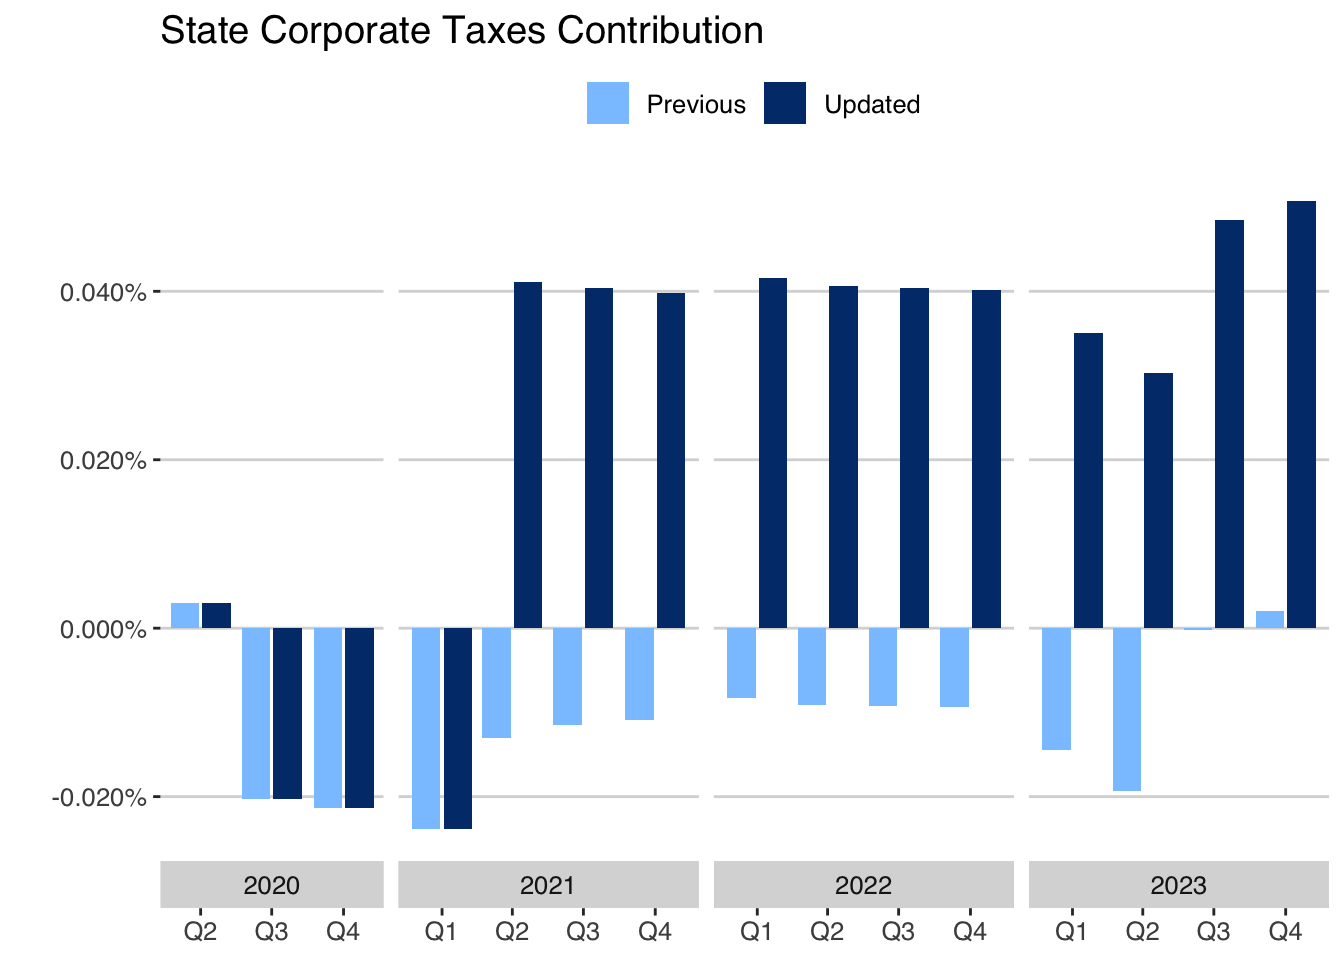 State Corporate Taxes Contribution
Previous Updated
0.040%
0.020%
0.000%
-0.020%
2020 2021 2022 2023
Q2 Q3 Q4 Q1 Q2 Q3 Q4 Q1 Q2 Q3 Q4 Q1 Q2 Q3 Q4